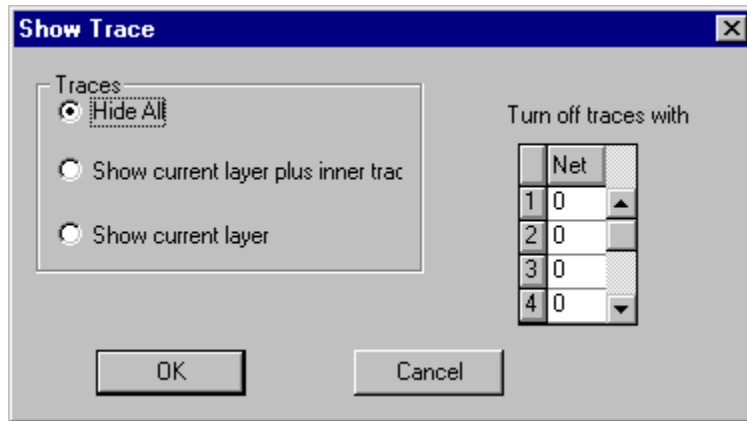 Show Trace
Traces
Hide All
Show current layer plus inner trac
Show current layer
Turn off traces with
Net
1 0
2 0
3 0
4 0
OK
Cancel